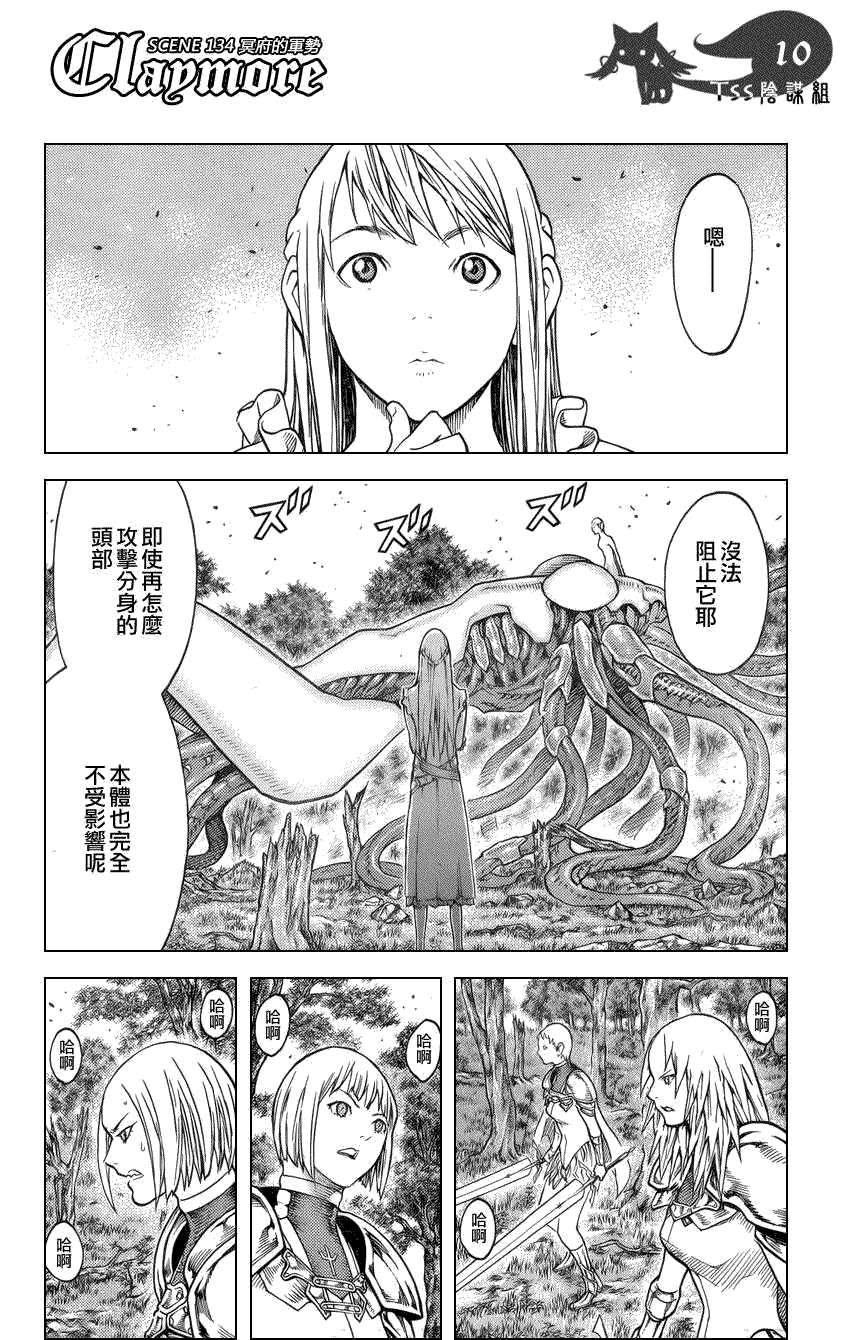 SCENE 134 冥府的軍勢
Claymore
10
Tss陰謀組
嗯——
沒法
阻止它耶
ズズ
ズズ
ズズ
即使再怎麼
攻擊分身的
頭部
本體也完全
不受影響呢
哈啊
哈啊
哈啊
哈啊
哈啊
哈啊
哈啊